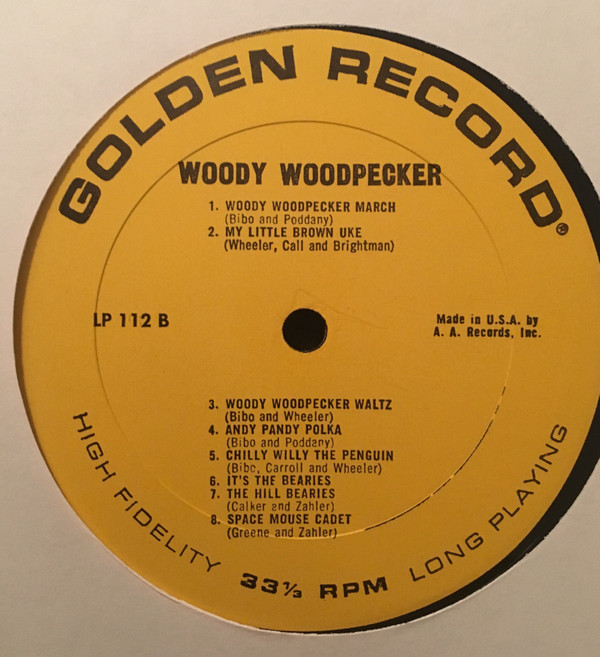 GOLDEN RECORD®
WOODY WOODPECKER
1. WOODY WOODPECKER MARCH
(Bibo and Poddany)
2. MY LITTLE BROWN UKE
(Wheeler, Call and Brightman)
LP 112 B
Made in U.S.A. by
A. A. Records, Inc.
3. WOODY WOODPECKER WALTZ
(Bibo and Wheeler)
4. ANDY PANDY POLKA
(Bibo and Poddany)
5. CHILLY WILLY THE PENGUIN
(Bibo, Carroll and Wheeler)
6. IT'S THE BEARIES
7. THE HILL BEARIES
(Calker and Zahler)
8. SPACE MOUSE CADET
(Greene and Zahler)
HIGH FIDELITY 33⅓ RPM LONG PLAYING